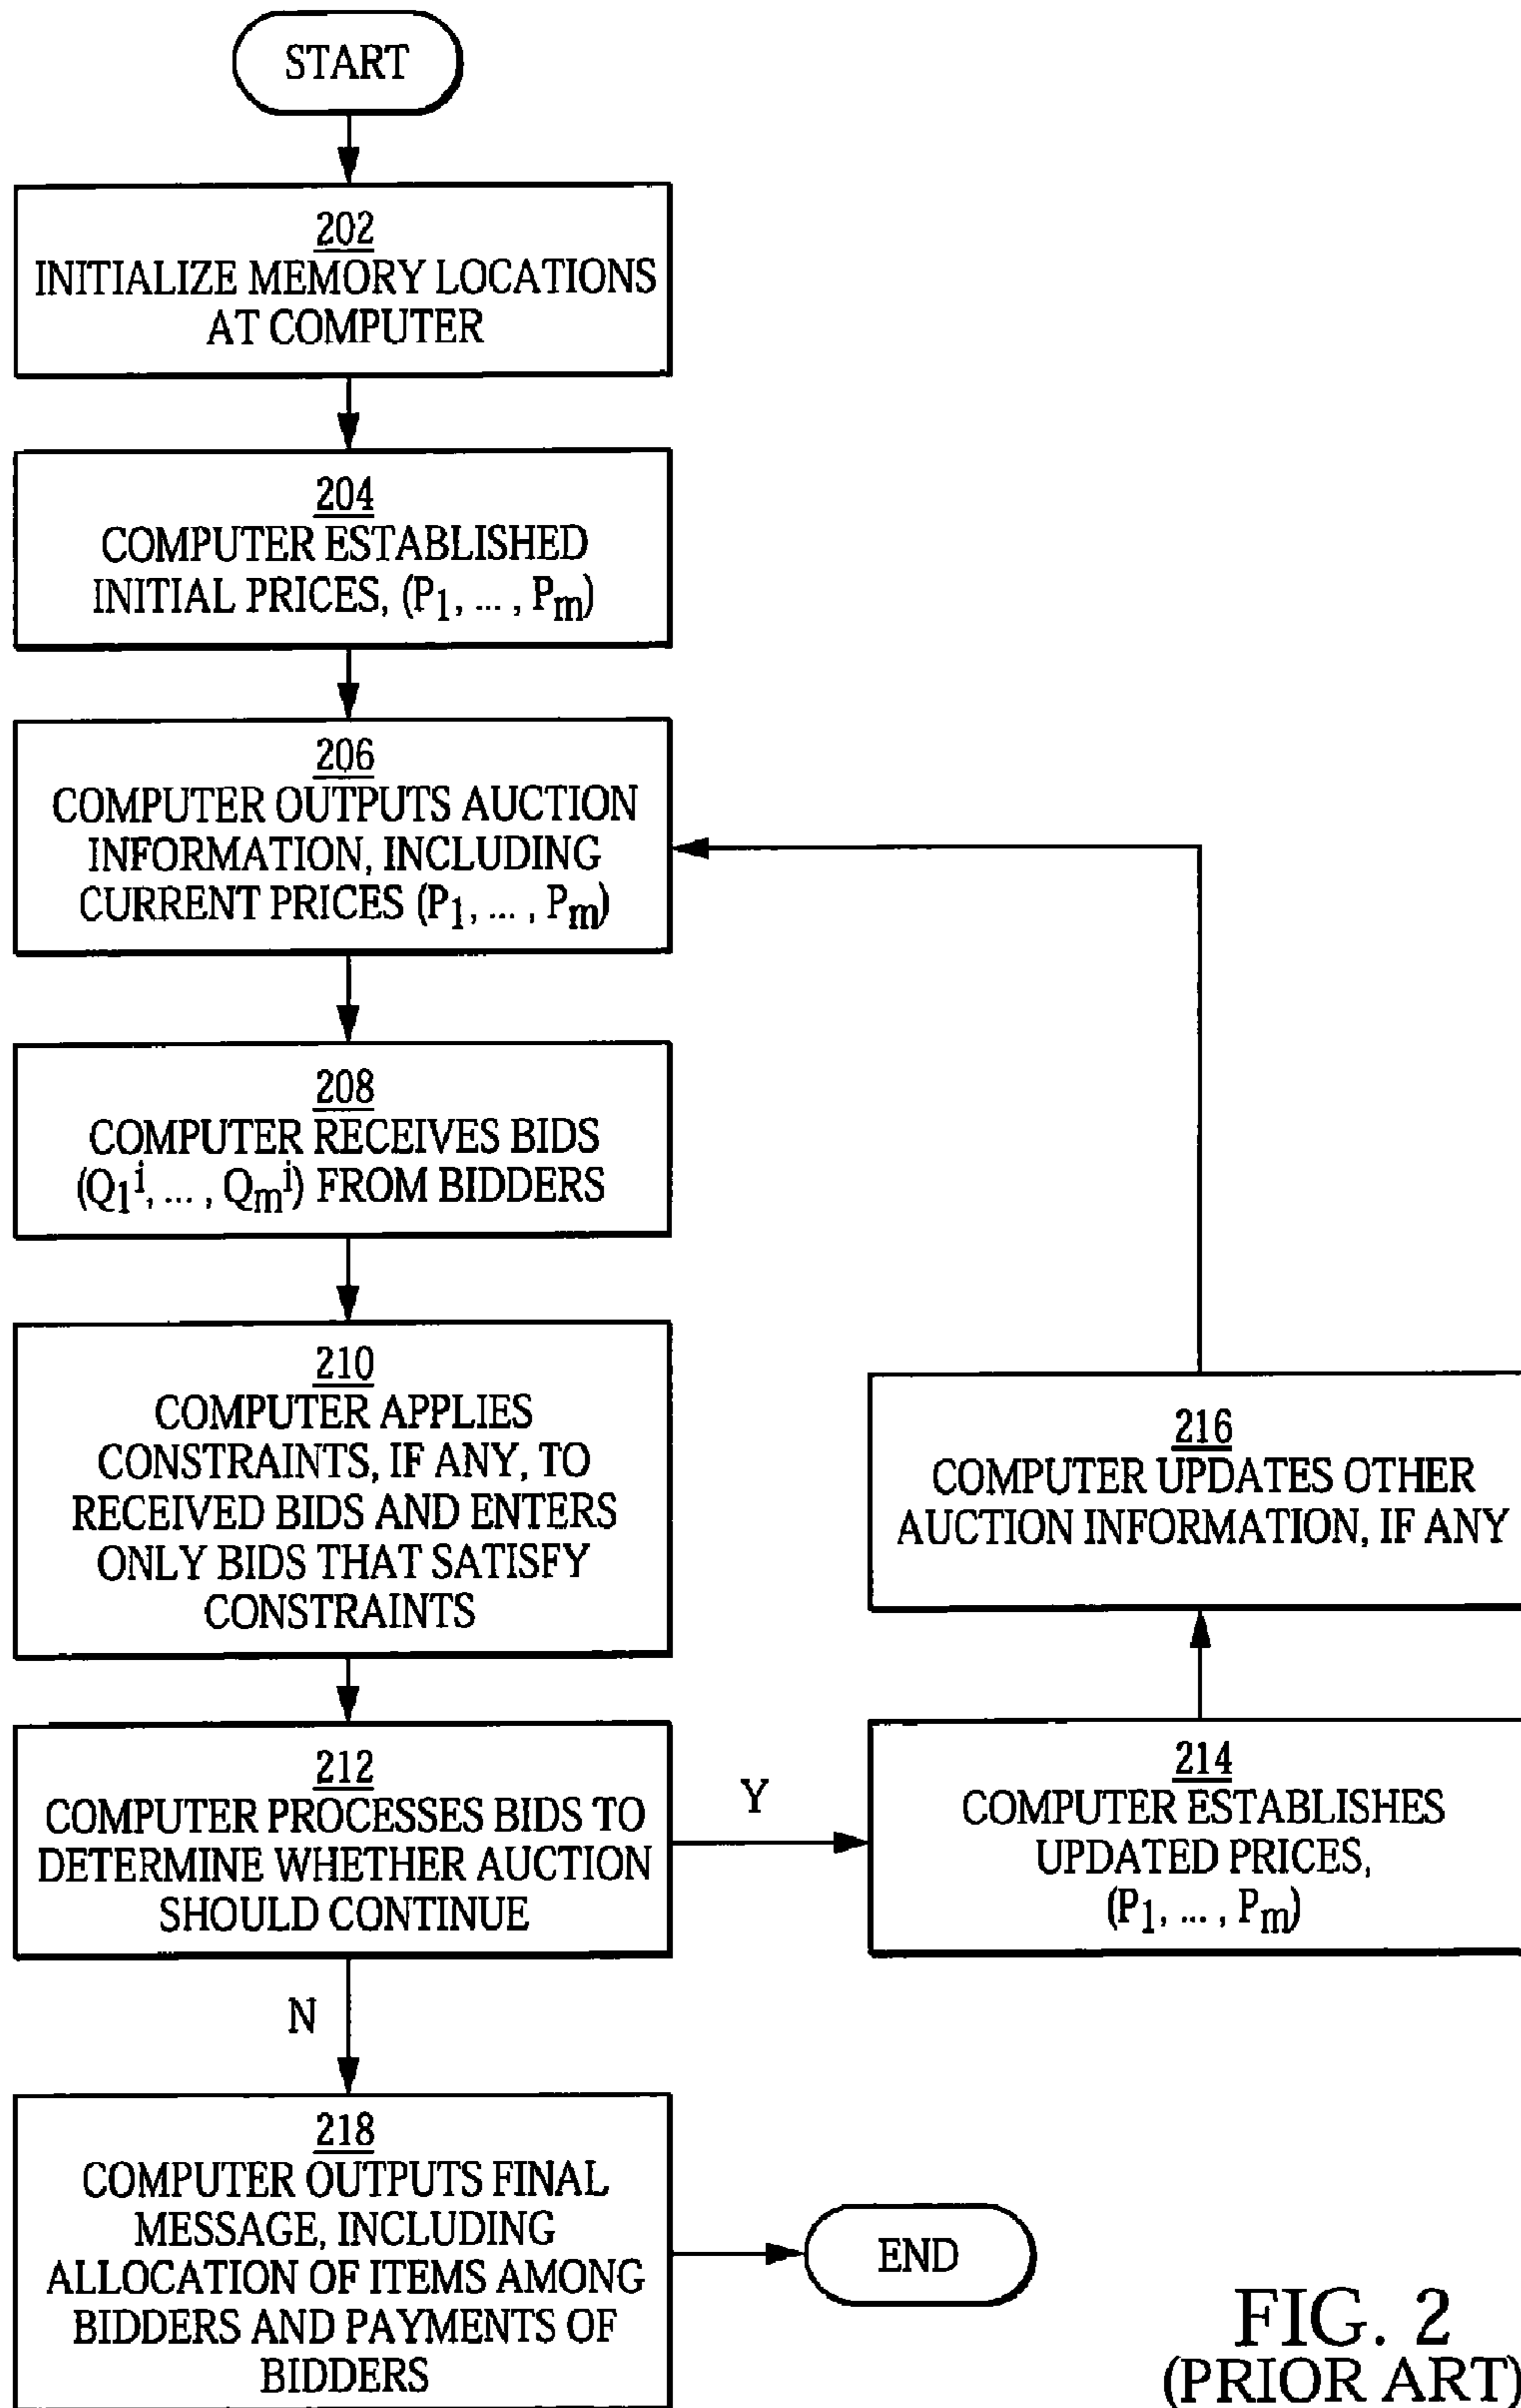 START
202
INITIALIZE MEMORY LOCATIONS
AT COMPUTER
204
COMPUTER ESTABLISHED
INITIAL PRICES, (P1, ... , Pm)
206
COMPUTER OUTPUTS AUCTION
INFORMATION, INCLUDING
CURRENT PRICES (P1, ... , Pm)
208
COMPUTER RECEIVES BIDS
(Q1^i, ... , Qm^i) FROM BIDDERS
210
COMPUTER APPLIES
CONSTRAINTS, IF ANY, TO
RECEIVED BIDS AND ENTERS
ONLY BIDS THAT SATISFY
CONSTRAINTS
212
COMPUTER PROCESSES BIDS TO
DETERMINE WHETHER AUCTION
SHOULD CONTINUE
Y
214
COMPUTER ESTABLISHES
UPDATED PRICES,
(P1, ... , Pm)
216
COMPUTER UPDATES OTHER
AUCTION INFORMATION, IF ANY
N
218
COMPUTER OUTPUTS FINAL
MESSAGE, INCLUDING
ALLOCATION OF ITEMS AMONG
BIDDERS AND PAYMENTS OF
BIDDERS
END
FIG. 2
(PRIOR ART)